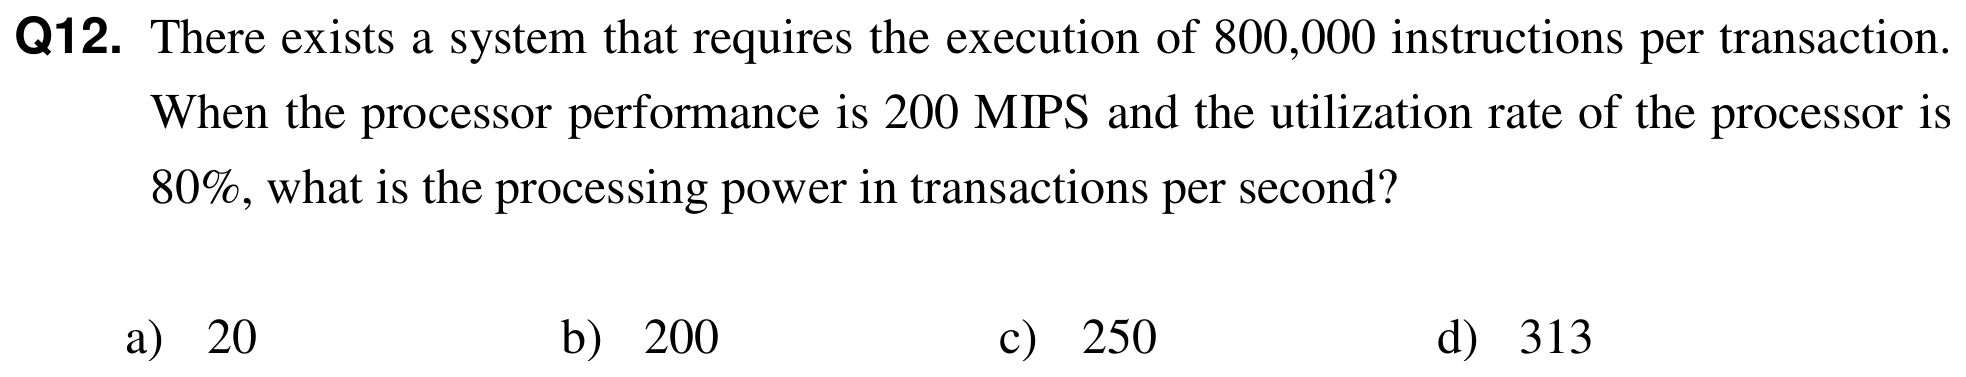 Q12. There exists a system that requires the execution of 800,000 instructions per transaction.
When the processor performance is 200 MIPS and the utilization rate of the processor is
80%, what is the processing power in transactions per second?
a) 20 b) 200 c) 250 d) 313